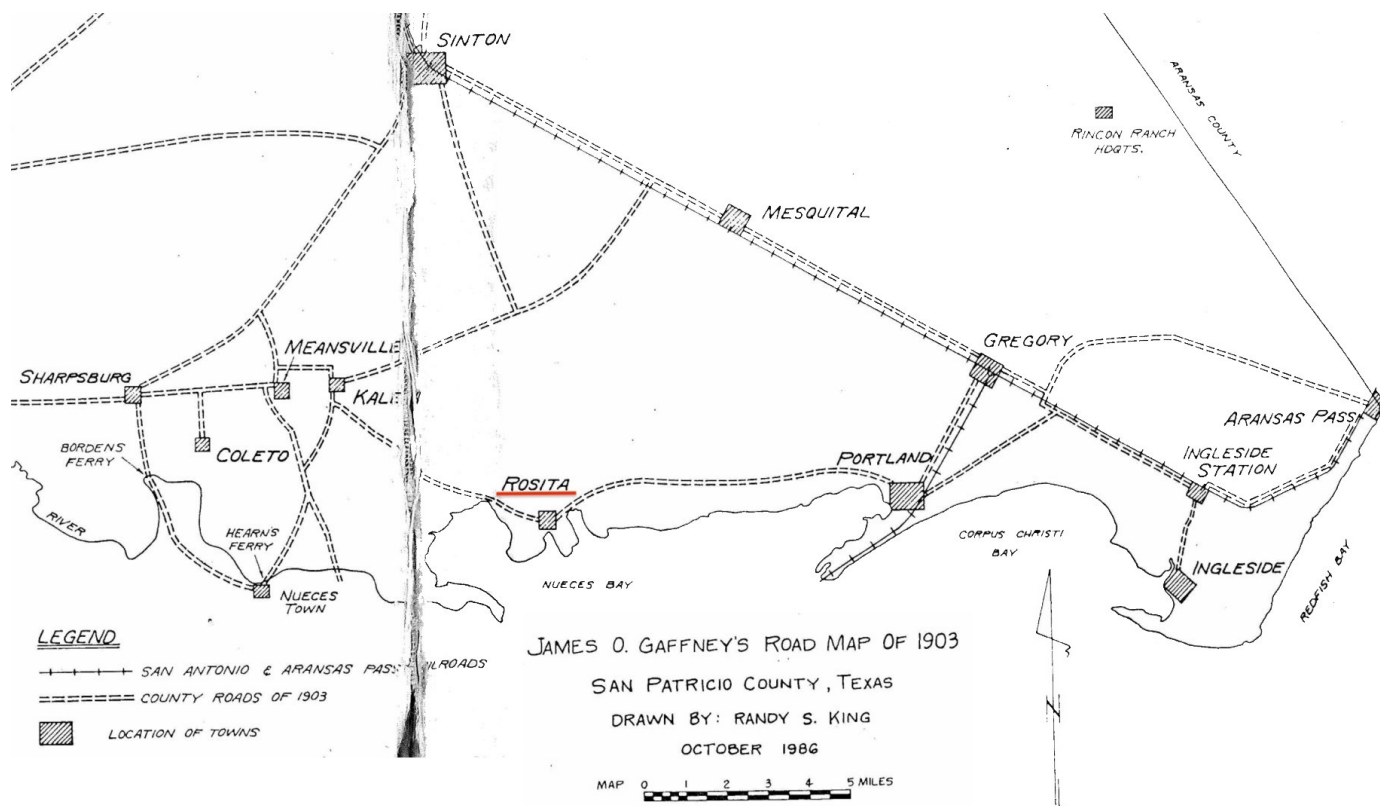 SINTON
ARANSAS COUNTY
RINCON RANCH
HDQTS.
MESQUITAL
GREGORY
MEANSVILLE
SHARPSBURG
ARANSAS PASS
BORDENS
FERRY
COLETO
PORTLAND
INGLESIDE
STATION
ROSITA
RIVER
HEARN'S
FERRY
CORPUS CHRISTI
BAY
NUECES BAY
INGLESIDE
REDFISH BAY
NUECES
TOWN
LEGEND
SAN ANTONIO & ARANSAS PASS
COUNTY ROADS OF 1903
LOCATION OF TOWNS
JAMES O. GAFFNEY'S ROAD MAP OF 1903
SAN PATRICIO COUNTY, TEXAS
DRAWN BY: RANDY S. KING
OCTOBER 1986
N
MAP 0 1 2 3 4 5 MILES